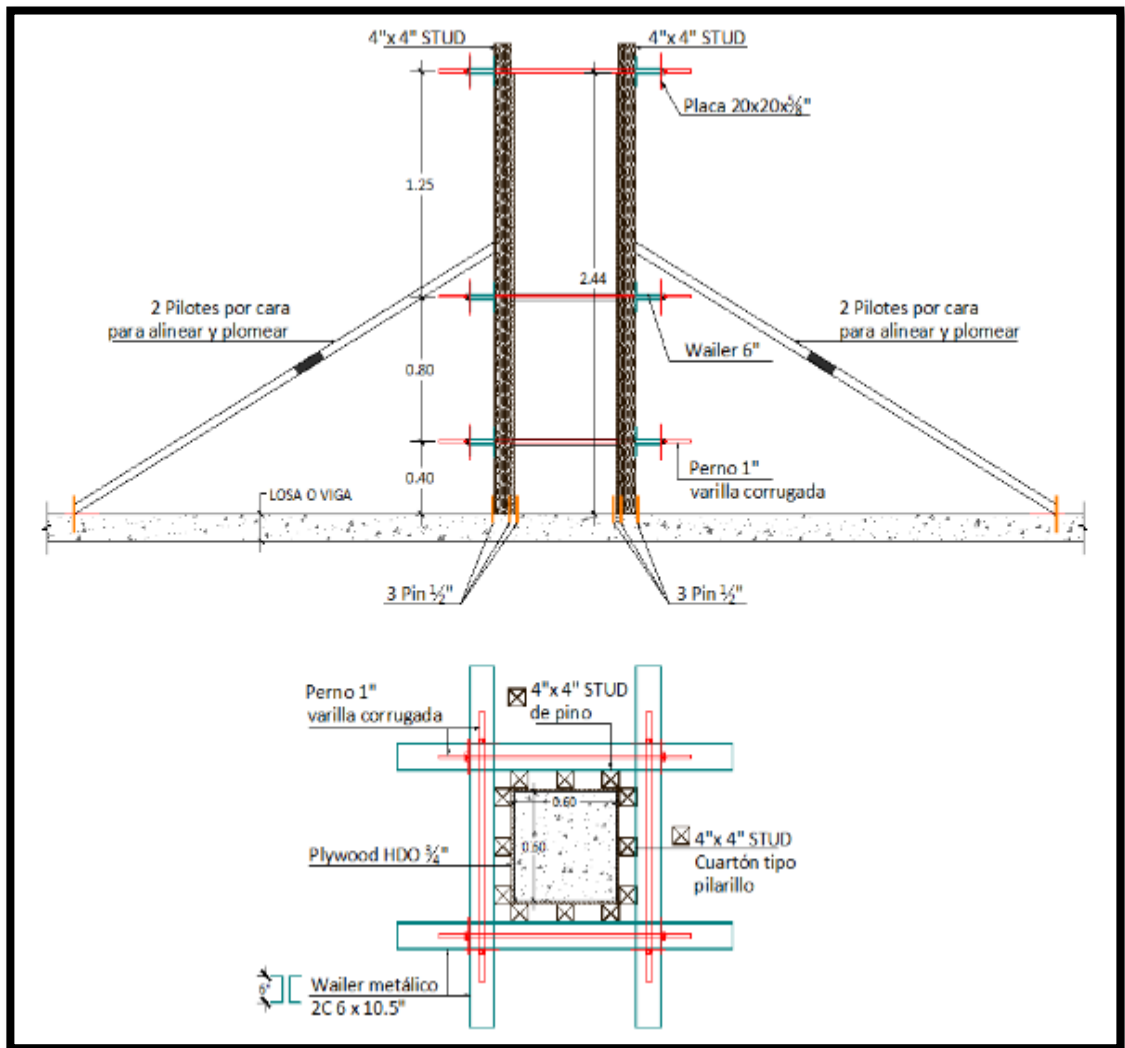 4"x 4" STUD
4"x 4" STUD
Placa 20x20x⅝"
1.25
2.44
2 Pilotes por cara
para alinear y plomear
2 Pilotes por cara
para alinear y plomear
Wailer 6"
0.80
Perno 1"
varilla corrugada
0.40
LOSA O VIGA
3 Pin ½"
3 Pin ½"
Perno 1"
varilla corrugada
4"x 4" STUD
de pino
0.60
0.60
Plywood HDO ¾"
4"x 4" STUD
Cuartón tipo
pilarillo
6"
Wailer metálico
2C 6 x 10.5"